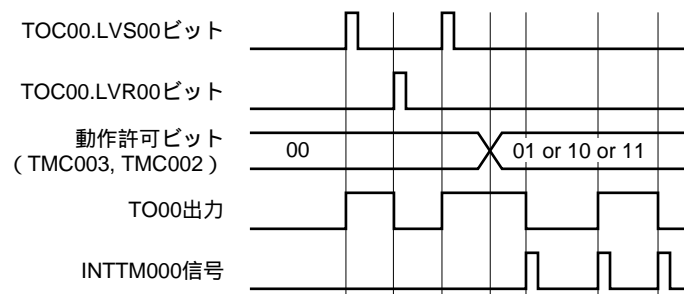 TOC00.LVS00ビット
TOC00.LVR00ビット
動作許可ビット
（TMC003, TMC002）
00
01 or 10 or 11
TO00出力
INTTM000信号